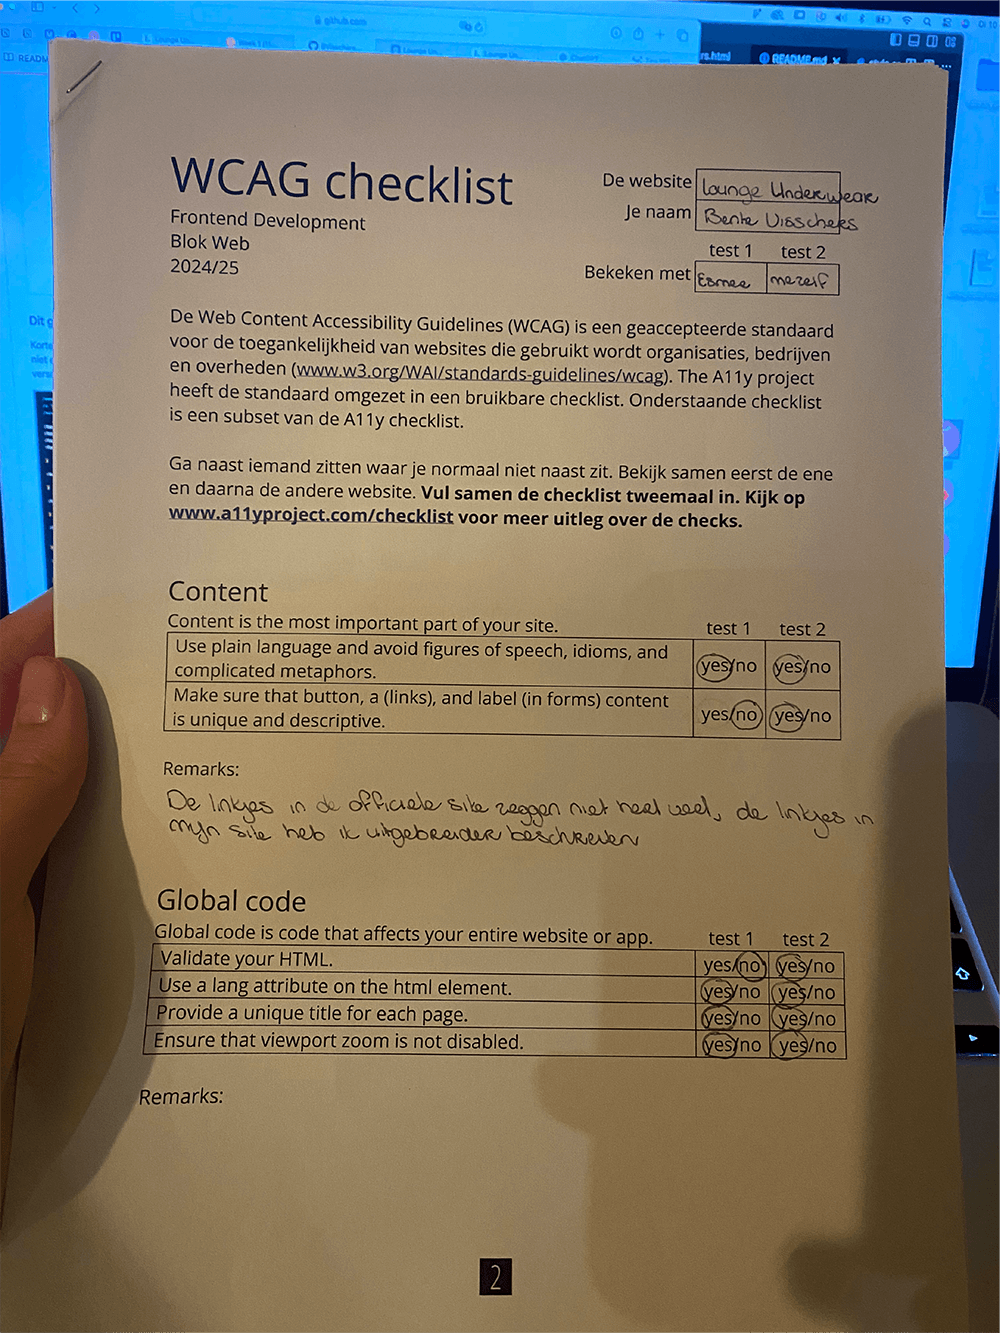 github.com
README.md
rs.html
WCAG checklist
Frontend Development
Blok Web
2024/25
De website Lounge Underwear
Je naam Bente Visschers
test 1 test 2
Bekeken met Esmee mezelf
De Web Content Accessibility Guidelines (WCAG) is een geaccepteerde standaard
voor de toegankelijkheid van websites die gebruikt wordt organisaties, bedrijven
en overheden (www.w3.org/WAI/standards-guidelines/wcag). The A11y project
heeft de standaard omgezet in een bruikbare checklist. Onderstaande checklist
is een subset van de A11y checklist.
Ga naast iemand zitten waar je normaal niet naast zit. Bekijk samen eerst de ene
en daarna de andere website. Vul samen de checklist tweemaal in. Kijk op
www.a11yproject.com/checklist voor meer uitleg over de checks.
Content
Content is the most important part of your site. test 1 test 2
Use plain language and avoid figures of speech, idioms, and
complicated metaphors. yes/no yes/no
Make sure that button, a (links), and label (in forms) content
is unique and descriptive. yes/no yes/no
Remarks:
De linkjes in de officiele site zeggen niet heel veel, de linkjes in
mijn site heb ik uitgebreider beschreven
Global code
Global code is code that affects your entire website or app. test 1 test 2
Validate your HTML. yes/no yes/no
Use a lang attribute on the html element. yes/no yes/no
Provide a unique title for each page. yes/no yes/no
Ensure that viewport zoom is not disabled. yes/no yes/no
Remarks:
2